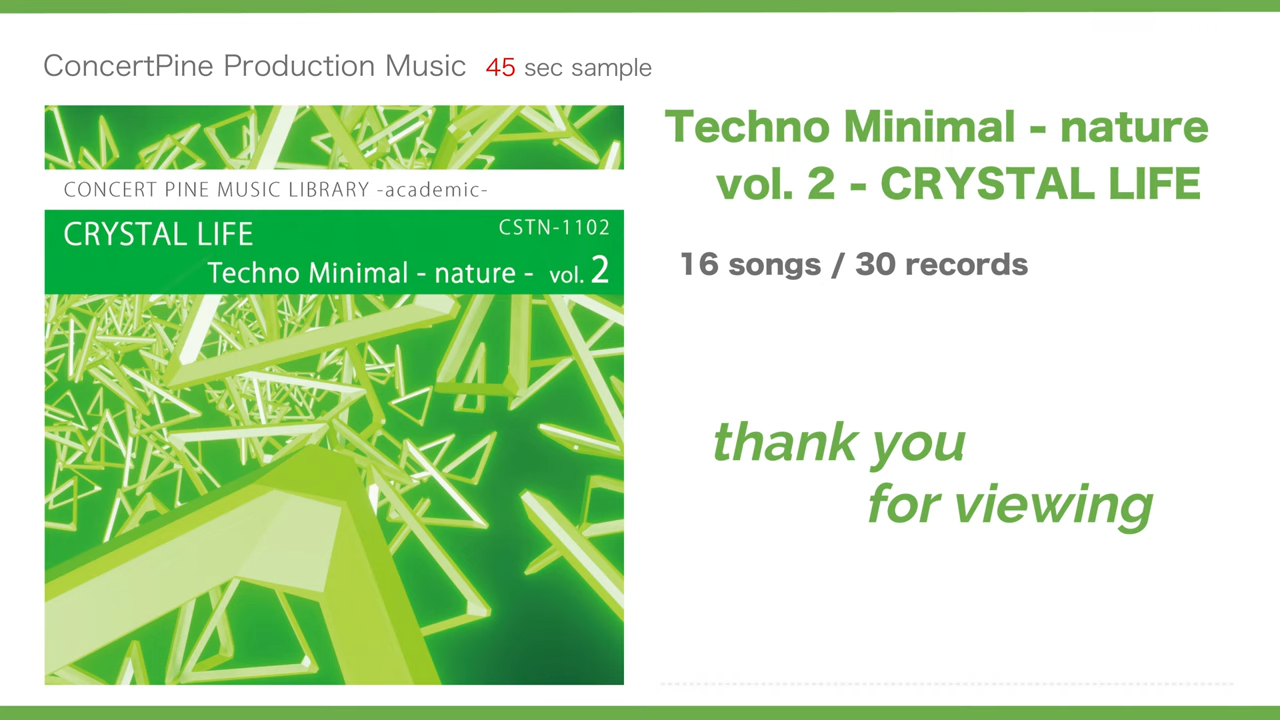 ConcertPine Production Music 45 sec sample
CONCERT PINE MUSIC LIBRARY -academic-
CRYSTAL LIFE CSTN-1102
Techno Minimal - nature - vol. 2
Techno Minimal - nature
vol. 2 - CRYSTAL LIFE
16 songs / 30 records
thank you
for viewing